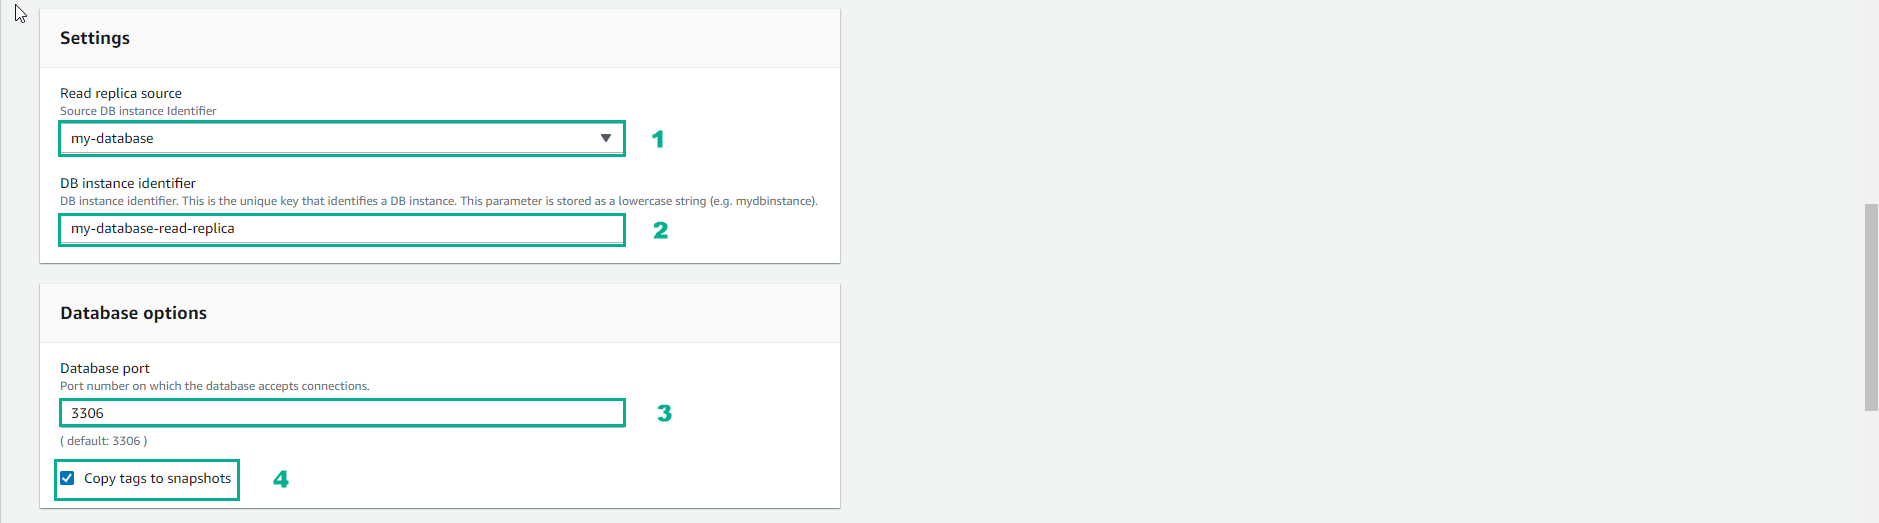 Settings
Read replica source
Source DB instance Identifier
my-database
1
DB instance identifier
DB instance identifier. This is the unique key that identifies a DB instance. This parameter is stored as a lowercase string (e.g. mydbinstance).
my-database-read-replica
2
Database options
Database port
Port number on which the database accepts connections.
3306
3
( default: 3306 )
Copy tags to snapshots
4